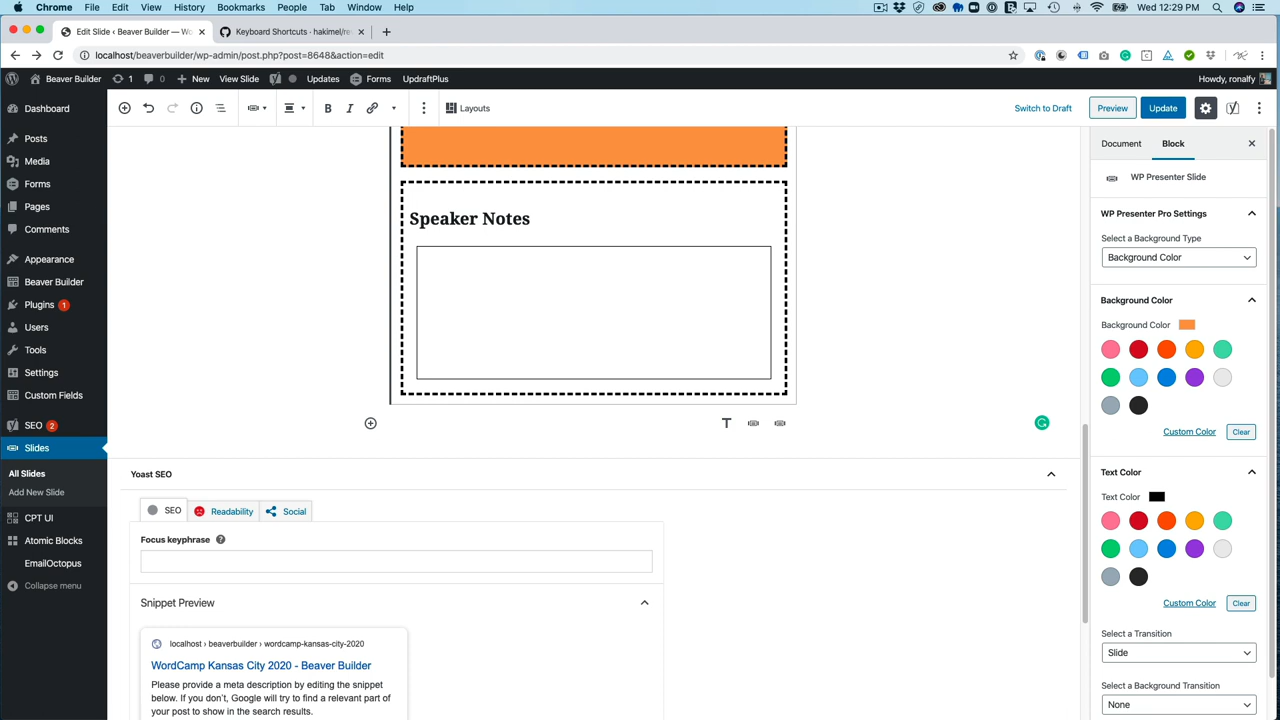 Chrome File Edit View History Bookmarks People Tab Window Help Wed 12:29 PM
Edit Slide ‹ Beaver Builder — Wo Keyboard Shortcuts · hakimel/re
localhost/beaverbuilder/wp-admin/post.php?post=8648&action=edit
Beaver Builder 1 0 New View Slide Updates Forms UpdraftPlus Howdy, ronalfy
Dashboard
Posts
Media
Forms
Pages
Comments
Appearance
Beaver Builder
Plugins 1
Users
Tools
Settings
Custom Fields
SEO 2
Slides
All Slides
Add New Slide
CPT UI
Atomic Blocks
EmailOctopus
Collapse menu
B I Layouts
Switch to Draft Preview Update
Speaker Notes
Yoast SEO
SEO Readability Social
Focus keyphrase ?
Snippet Preview
localhost › beaverbuilder › wordcamp-kansas-city-2020
WordCamp Kansas City 2020 - Beaver Builder
Please provide a meta description by editing the snippet
below. If you don't, Google will try to find a relevant part of
your post to show in the search results.
Document Block
WP Presenter Slide
WP Presenter Pro Settings
Select a Background Type
Background Color
Background Color
Background Color
Custom Color Clear
Text Color
Text Color
Custom Color Clear
Select a Transition
Slide
Select a Background Transition
None